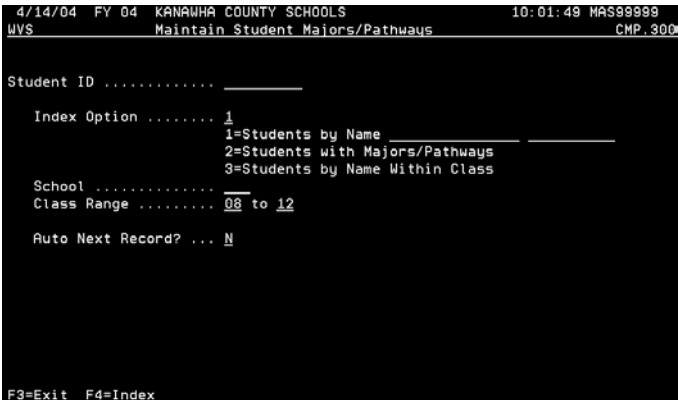 4/14/04 FY 04 KANAWHA COUNTY SCHOOLS 10:01:49 MAS99999
WVS Maintain Student Majors/Pathways CMP.300
Student ID .............
Index Option ........ 1
1=Students by Name
2=Students with Majors/Pathways
3=Students by Name Within Class
School ..............
Class Range ......... 08 to 12
Auto Next Record? ... N
F3=Exit F4=Index